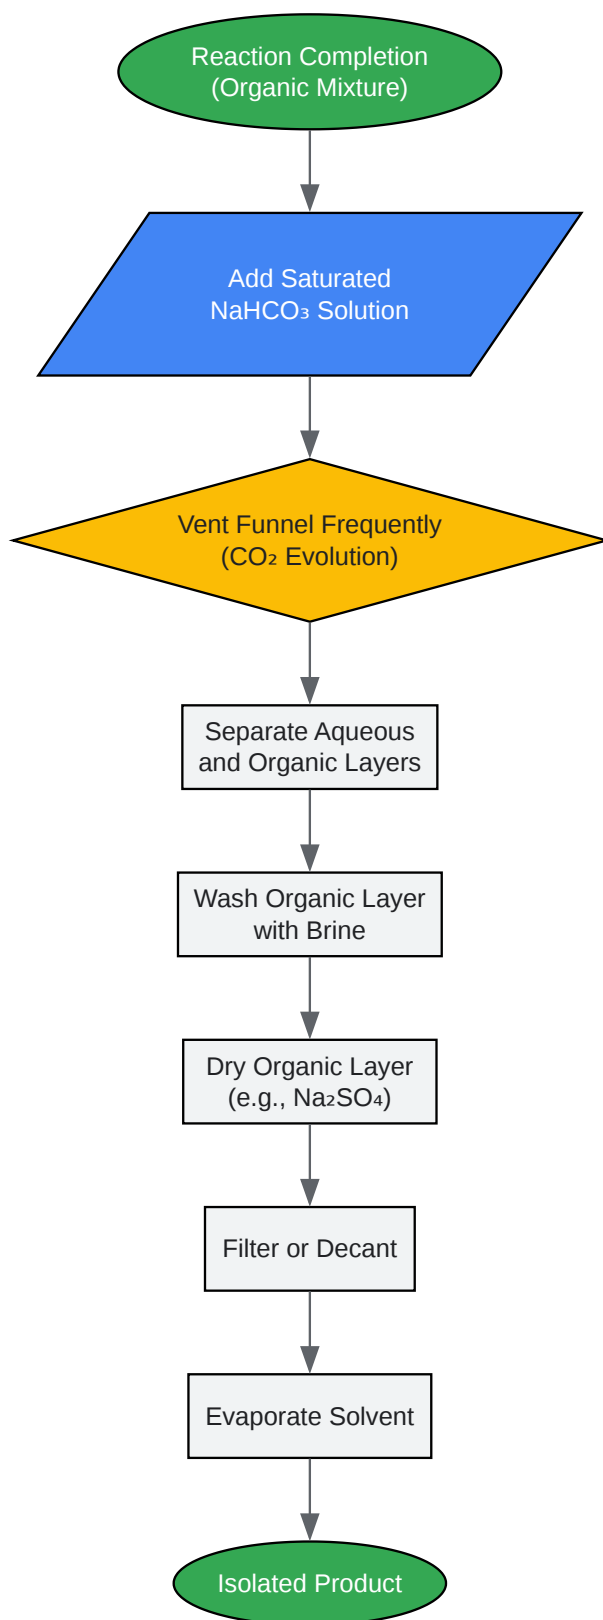 Reaction Completion
(Organic Mixture)
Add Saturated
NaHCO₃ Solution
Vent Funnel Frequently
(CO₂ Evolution)
Separate Aqueous
and Organic Layers
Wash Organic Layer
with Brine
Dry Organic Layer
(e.g., Na₂SO₄)
Filter or Decant
Evaporate Solvent
Isolated Product